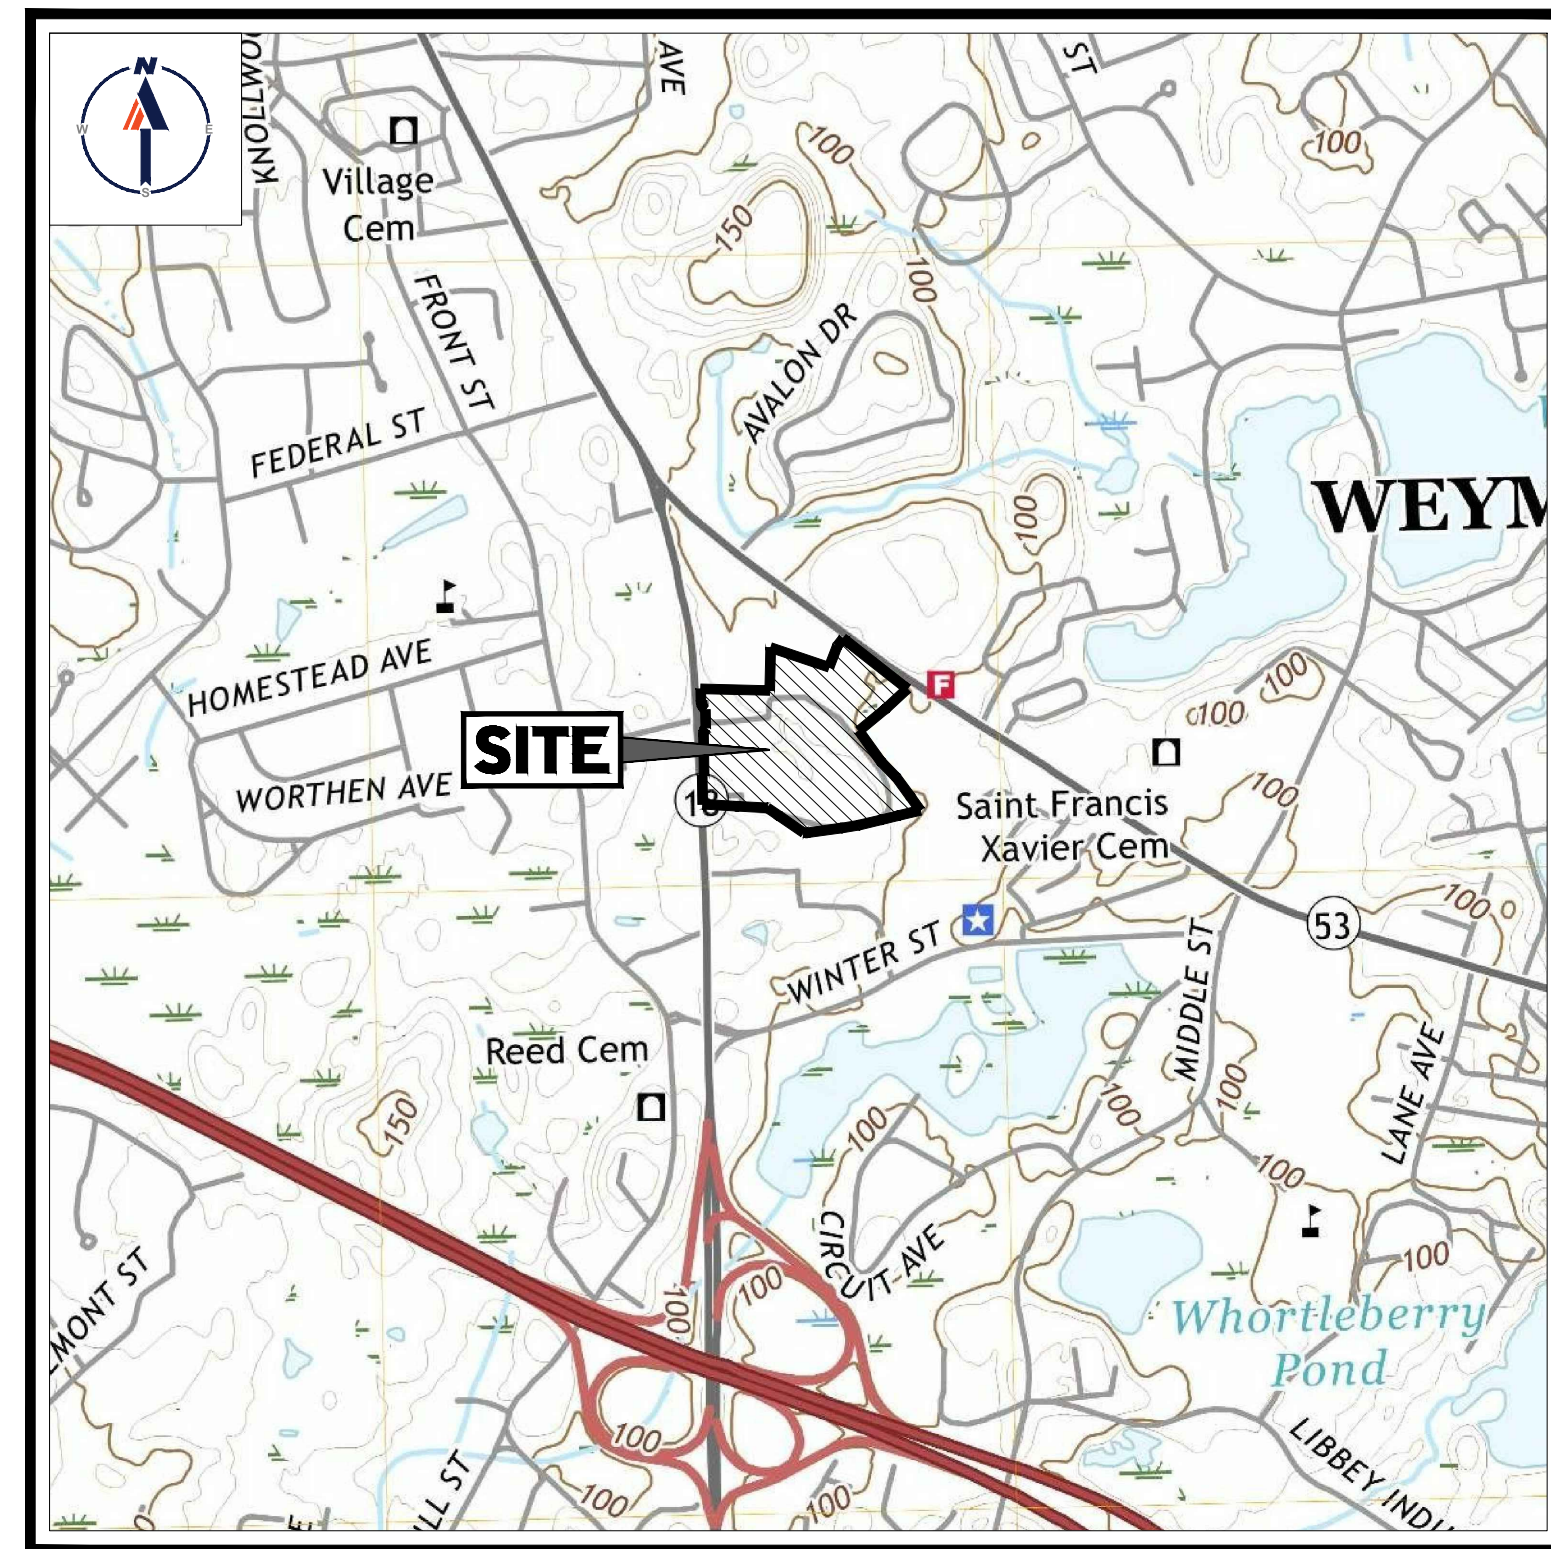 N
W
E
S
KNOLLWO
AVE
ST
Village
Cem
100
100
150
100
FRONT ST
AVALON DR
FEDERAL ST
100
WEYM
HOMESTEAD AVE
F
100
100
SITE
WORTHEN AVE
18
100
Saint Francis
Xavier Cem
100
53
WINTER ST
MIDDLE ST
Reed Cem
LANE AVE
150
100
100
100
100
CIRCUIT AVE
100
100
100
LMONT ST
Whortleberry
Pond
100
LIBBEY INDU
ILL ST
100
100
E